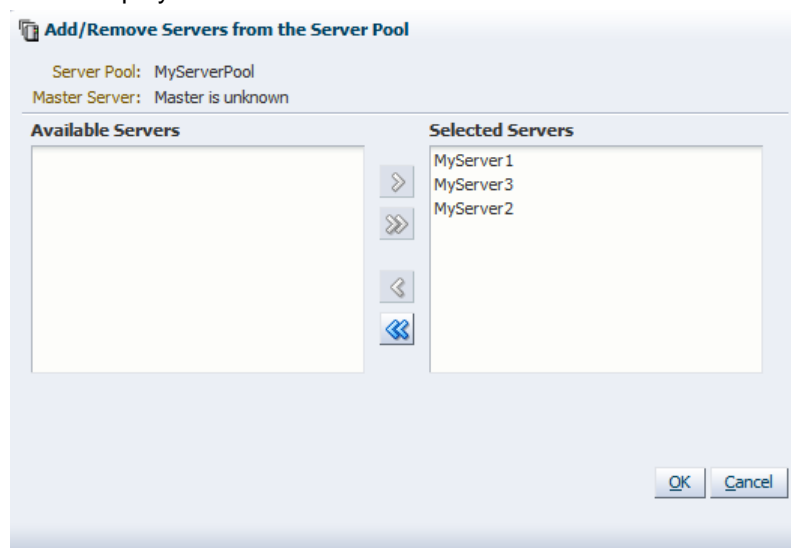 Add/Remove Servers from the Server Pool
Server Pool: MyServerPool
Master Server: Master is unknown
Available Servers
Selected Servers
MyServer1
MyServer3
MyServer2
OK
Cancel